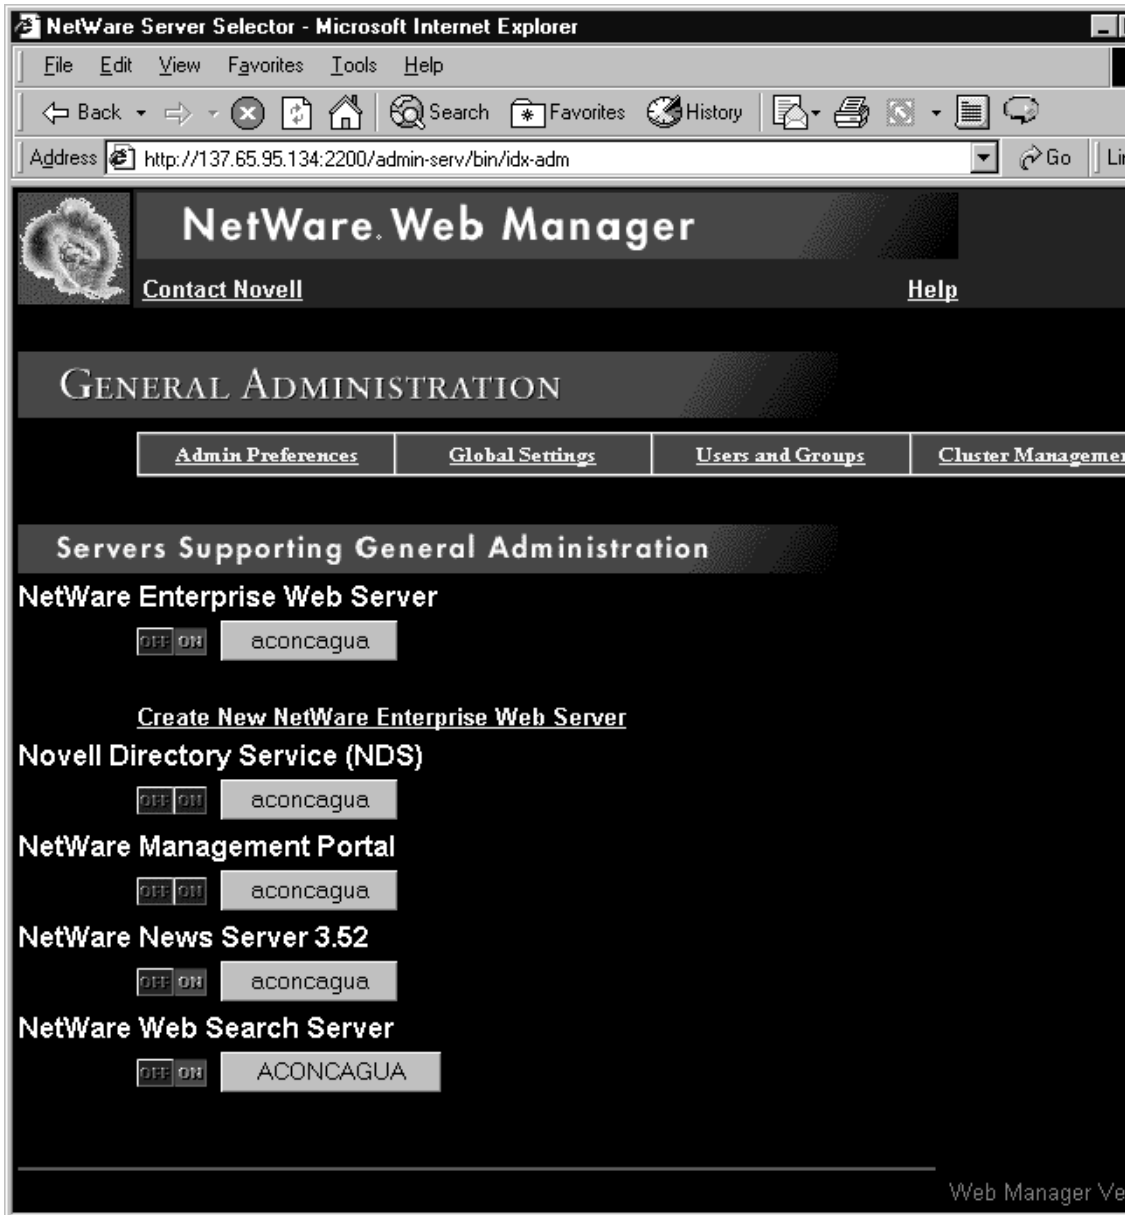 NetWare Server Selector - Microsoft Internet Explorer
File Edit View Favorites Tools Help
Back Search Favorites History
Address http://137.65.95.134:2200/admin-serv/bin/idx-adm Go
NetWare Web Manager
Contact Novell Help
GENERAL ADMINISTRATION
Admin Preferences Global Settings Users and Groups Cluster
Servers Supporting General Administration
NetWare Enterprise Web Server
OFF ON aconcagua
Create New NetWare Enterprise Web Server
Novell Directory Service (NDS)
OFF ON aconcagua
NetWare Management Portal
OFF ON aconcagua
NetWare News Server 3.52
OFF ON aconcagua
NetWare Web Search Server
OFF ON ACONCAGUA
Web Manager